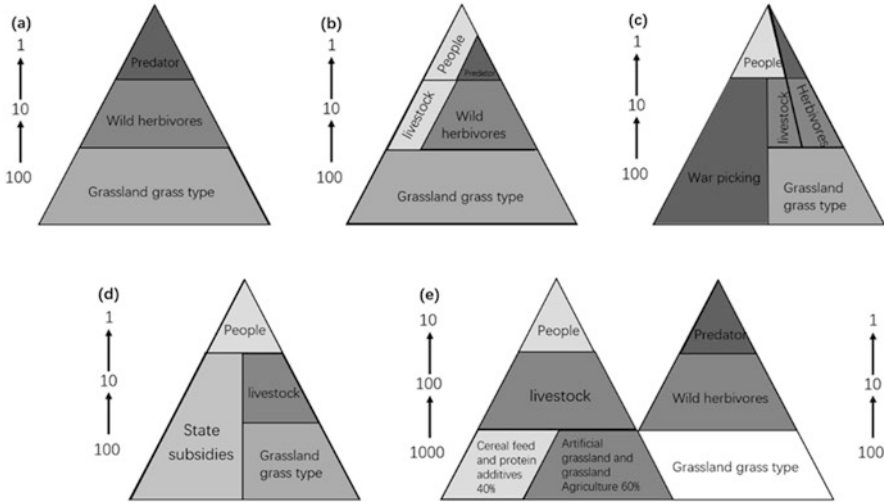 (a)
1
10
100
Predator
Wild herbivores
Grassland grass type
(b)
1
10
100
People
Predator
livestock
Wild
herbivores
Grassland grass type
(c)
1
10
100
People
livestock
Herbivores
War picking
Grassland
grass type
(d)
1
10
100
People
livestock
State
subsidies
Grassland
grass type
(e)
10
100
1000
People
livestock
Cereal feed
and protein
additives
40%
Artificial
grassland and
grassland
Agriculture 60%
Predator
Wild herbivores
Grassland grass type
1
10
100